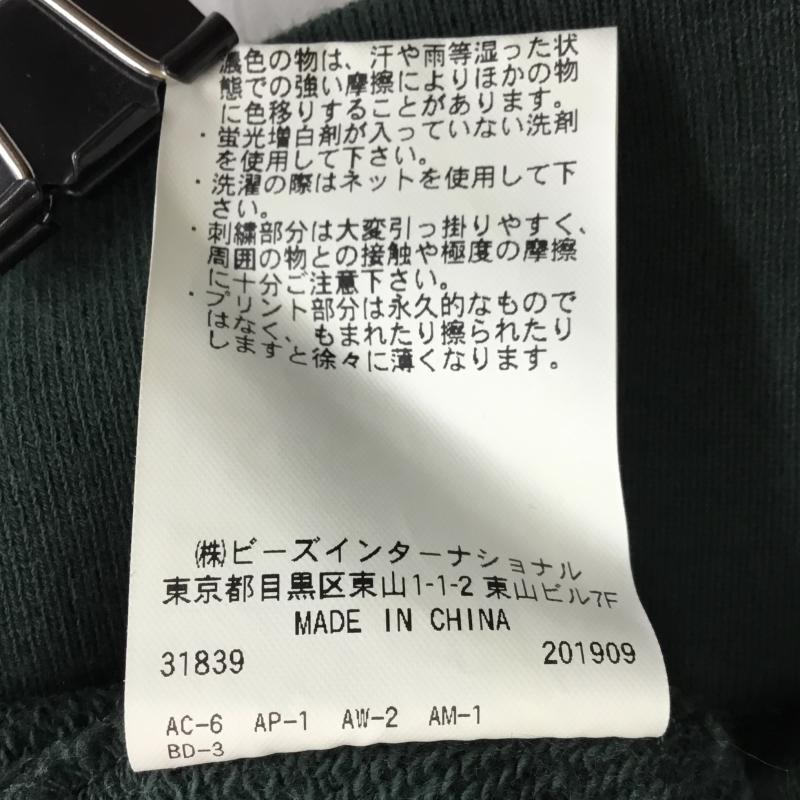 濃色の物は、汗や雨等湿った状
態での強い摩擦によりほかの物
に色移りすることがあります。
・蛍光増白剤が入っていない洗剤
を使用して下さい。
・洗濯の際はネットを使用して下
さい。
・刺繍部分は大変引っ掛りやすく、
周囲の物との接触や極度の摩擦
に十分ご注意下さい。
・プリント部分は永久的なもので
はなく、もまれたり擦られたり
しますと徐々に薄くなります。
㈱ビーズインターナショナル
東京都目黒区東山1-1-2 東山ビル7F
MADE IN CHINA
31839 201909
AC-6 AP-1 AW-2 AM-1
BD-3